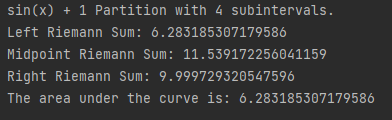 sin(x) + 1 Partition with 4 subintervals.
Left Riemann Sum: 6.283185307179586
Midpoint Riemann Sum: 11.539172256041159
Right Riemann Sum: 9.999729320547596
The area under the curve is: 6.283185307179586